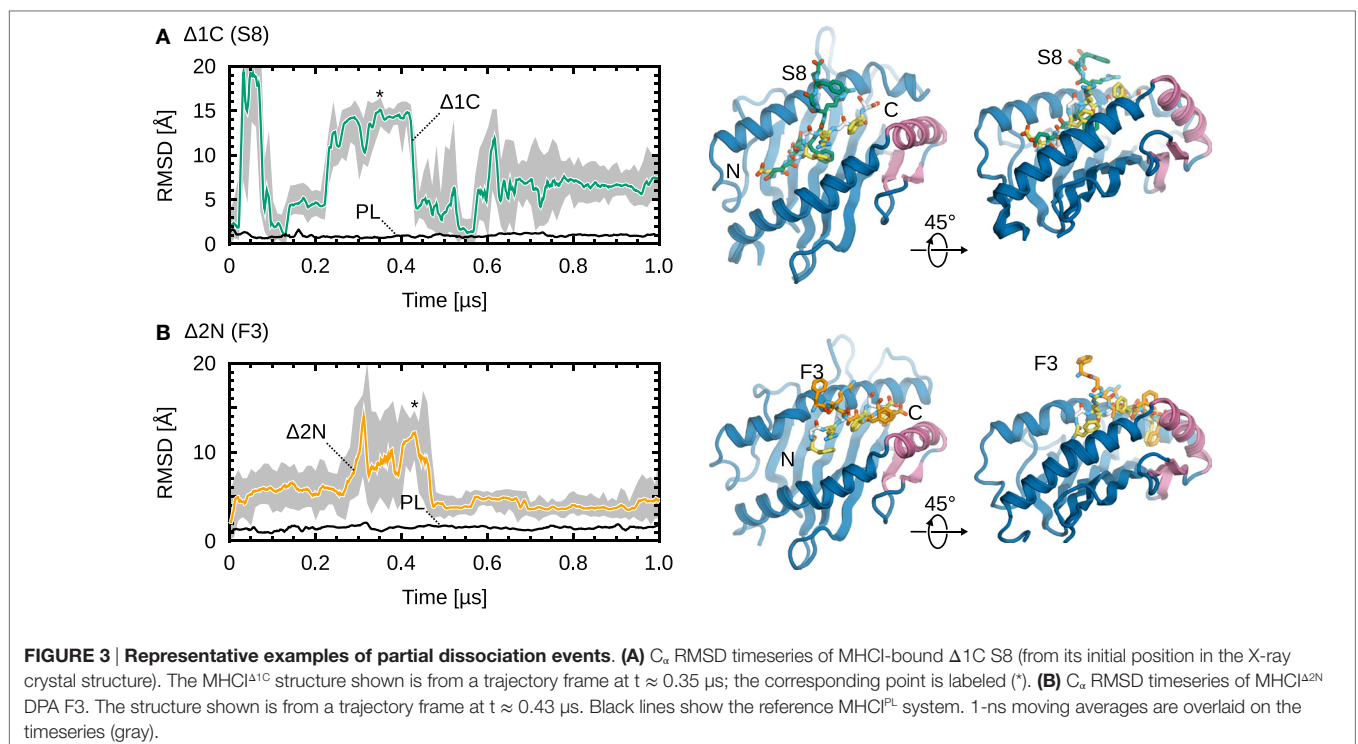 A Δ1C (S8)
20
15
10
5
0
RMSD [Å]
*
Δ1C
PL
0 0.2 0.4 0.6 0.8 1.0
Time [µs]
S8
C
N
S8
45°
B Δ2N (F3)
20
10
0
RMSD [Å]
*
Δ2N
PL
0 0.2 0.4 0.6 0.8 1.0
Time [µs]
F3
C
N
F3
45°
FIGURE 3 | Representative examples of partial dissociation events. (A) Cα RMSD timeseries of MHCI-bound Δ1C S8 (from its initial position in the X-ray
crystal structure). The MHCI^Δ1C structure shown is from a trajectory frame at t ≈ 0.35 µs; the corresponding point is labeled (*). (B) Cα RMSD timeseries of MHCI^Δ2N
DPA F3. The structure shown is from a trajectory frame at t ≈ 0.43 µs. Black lines show the reference MHCI^PL system. 1-ns moving averages are overlaid on the
timeseries (gray).